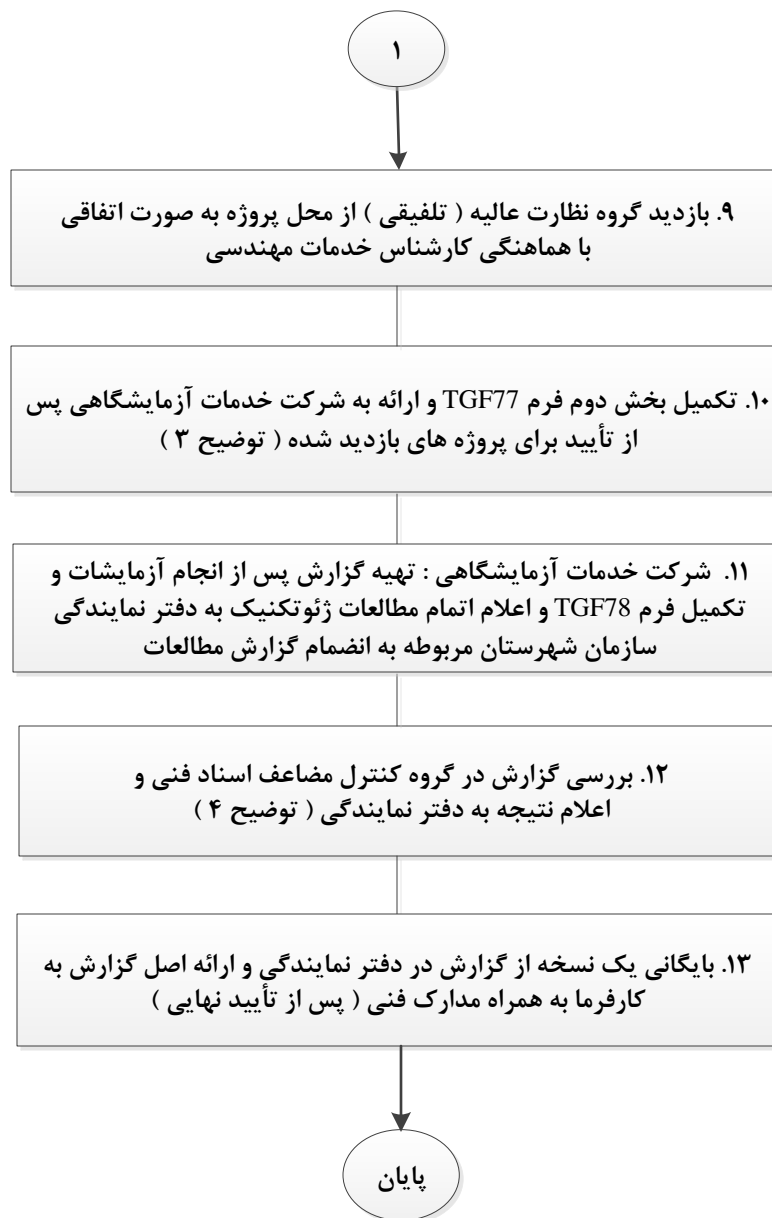 ۱
۹. بازدید گروه نظارت عالیه ( تلفیقی ) از محل پروژه به صورت اتفاقی
با هماهنگی کارشناس خدمات مهندسی
۱۰. تکمیل بخش دوم فرم TGF77 و ارائه به شرکت خدمات آزمایشگاهی پس
از تأیید برای پروژه های بازدید شده ( توضیح ۳ )
۱۱. شرکت خدمات آزمایشگاهی : تهیه گزارش پس از انجام آزمایشات و
تکمیل فرم TGF78 و اعلام اتمام مطالعات ژئوتکنیک به دفتر نمایندگی
سازمان شهرستان مربوطه به انضمام گزارش مطالعات
۱۲. بررسی گزارش در گروه کنترل مضاعف اسناد فنی و
اعلام نتیجه به دفتر نمایندگی ( توضیح ۴ )
۱۳. بایگانی یک نسخه از گزارش در دفتر نمایندگی و ارائه اصل گزارش به
کارفرما به همراه مدارک فنی ( پس از تأیید نهایی )
پایان